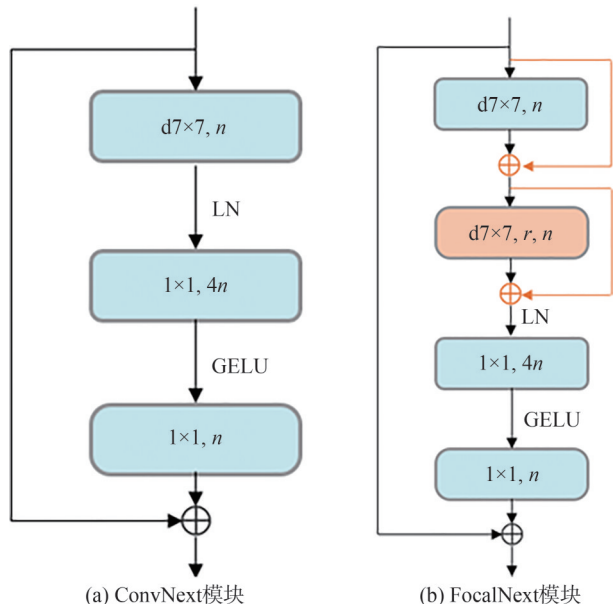 d7×7, n
LN
1×1, 4n
GELU
1×1, n
(a) ConvNext模块
d7×7, n
d7×7, r, n
LN
1×1, 4n
GELU
1×1, n
(b) FocalNext模块